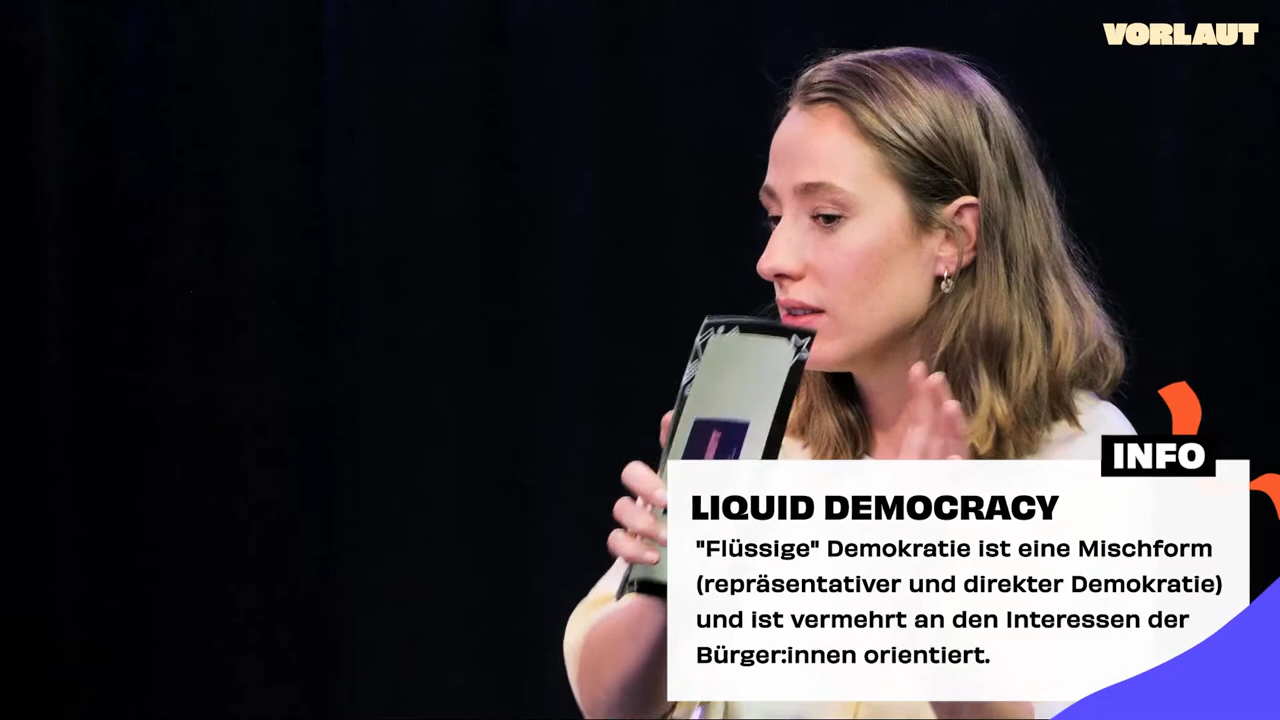 VORLAUT
INFO
LIQUID DEMOCRACY
"Flüssige" Demokratie ist eine Mischform
(repräsentativer und direkter Demokratie)
und ist vermehrt an den Interessen der
Bürger:innen orientiert.